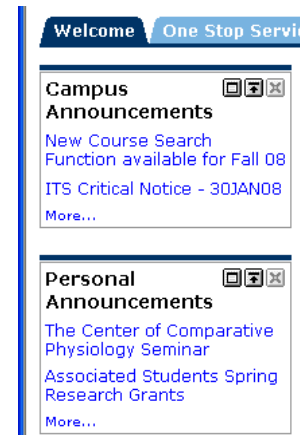 Welcome One Stop Servi
Campus
Announcements
New Course Search
Function available for Fall 08
ITS Critical Notice - 30JAN08
More...
Personal
Announcements
The Center of Comparative
Physiology Seminar
Associated Students Spring
Research Grants
More...